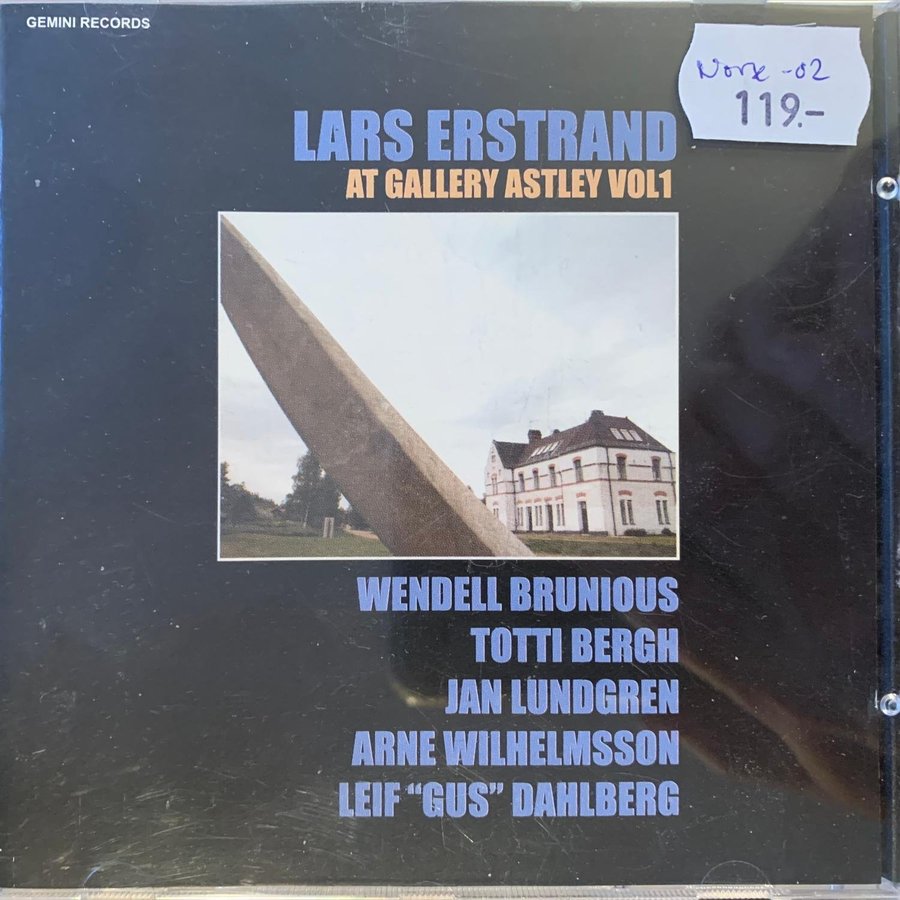 GEMINI RECORDS
Norge -02
119.-
LARS ERSTRAND
AT GALLERY ASTLEY VOL1
WENDELL BRUNIOUS
TOTTI BERGH
JAN LUNDGREN
ARNE WILHELMSSON
LEIF “GUS” DAHLBERG